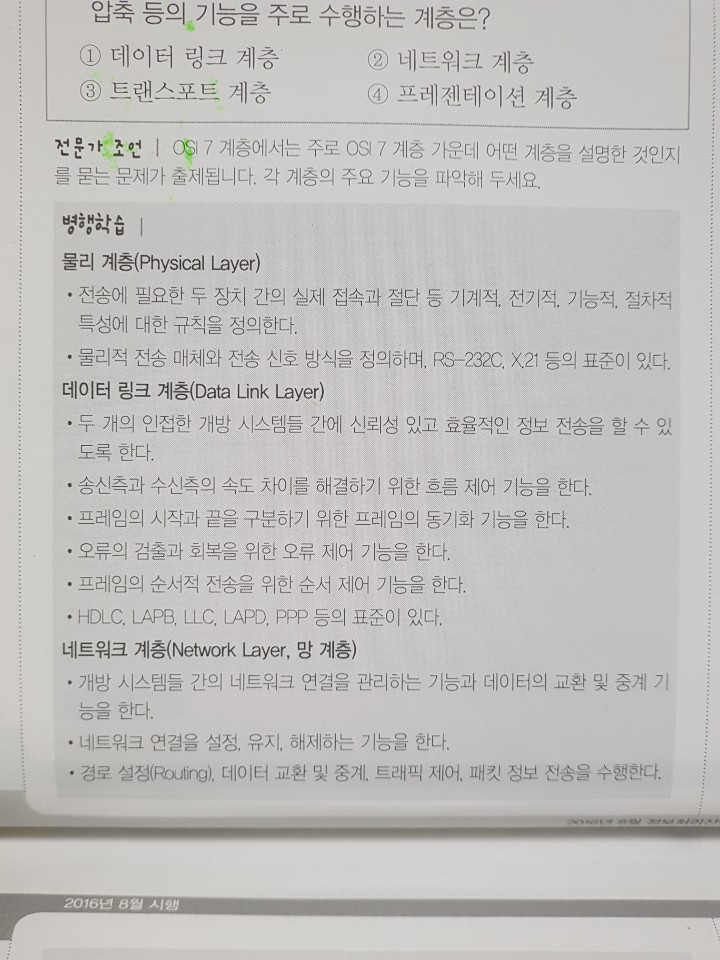 압축 등의 기능을 주로 수행하는 계층은?
① 데이터 링크 계층 ② 네트워크 계층
③ 트랜스포트 계층 ④ 프레젠테이션 계층
전문가 조언 | OSI 7 계층에서는 주로 OSI 7 계층 가운데 어떤 계층을 설명한 것인지
를 묻는 문제가 출제됩니다. 각 계층의 주요 기능을 파악해 두세요.
병행학습 |
물리 계층(Physical Layer)
• 전송에 필요한 두 장치 간의 실제 접속과 절단 등 기계적, 전기적, 기능적, 절차적
특성에 대한 규칙을 정의한다.
• 물리적 전송 매체와 전송 신호 방식을 정의하며, RS-232C, X.21 등의 표준이 있다.
데이터 링크 계층(Data Link Layer)
• 두 개의 인접한 개방 시스템들 간에 신뢰성 있고 효율적인 정보 전송을 할 수 있
도록 한다.
• 송신측과 수신측의 속도 차이를 해결하기 위한 흐름 제어 기능을 한다.
• 프레임의 시작과 끝을 구분하기 위한 프레임의 동기화 기능을 한다.
• 오류의 검출과 회복을 위한 오류 제어 기능을 한다.
• 프레임의 순서적 전송을 위한 순서 제어 기능을 한다.
• HDLC, LAPB, LLC, LAPD, PPP 등의 표준이 있다.
네트워크 계층(Network Layer, 망 계층)
• 개방 시스템들 간의 네트워크 연결을 관리하는 기능과 데이터의 교환 및 중계 기
능을 한다.
• 네트워크 연결을 설정, 유지, 해제하는 기능을 한다.
• 경로 설정(Routing), 데이터 교환 및 중계, 트래픽 제어, 패킷 정보 전송을 수행한다.
2016년 8월 정보처리산
2016년 8월 시행